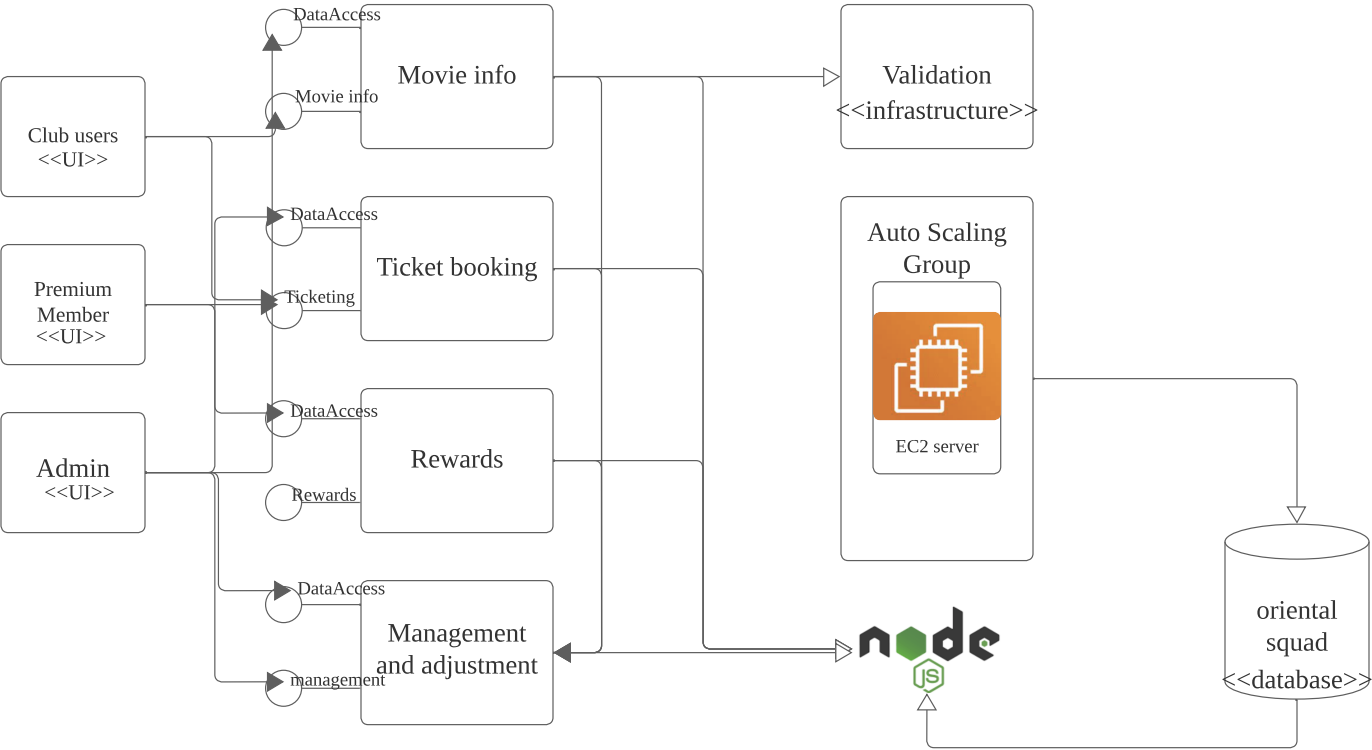 DataAccess
Movie info
Movie info
Validation
<<infrastructure>>
Club users
<<UI>>
DataAccess
Ticketing
Ticket booking
Auto Scaling
Group
EC2 server
Premium
Member
<<UI>>
DataAccess
Rewards
Rewards
Admin
<<UI>>
DataAccess
management
Management
and adjustment
node
JS
oriental
squad
<<database>>